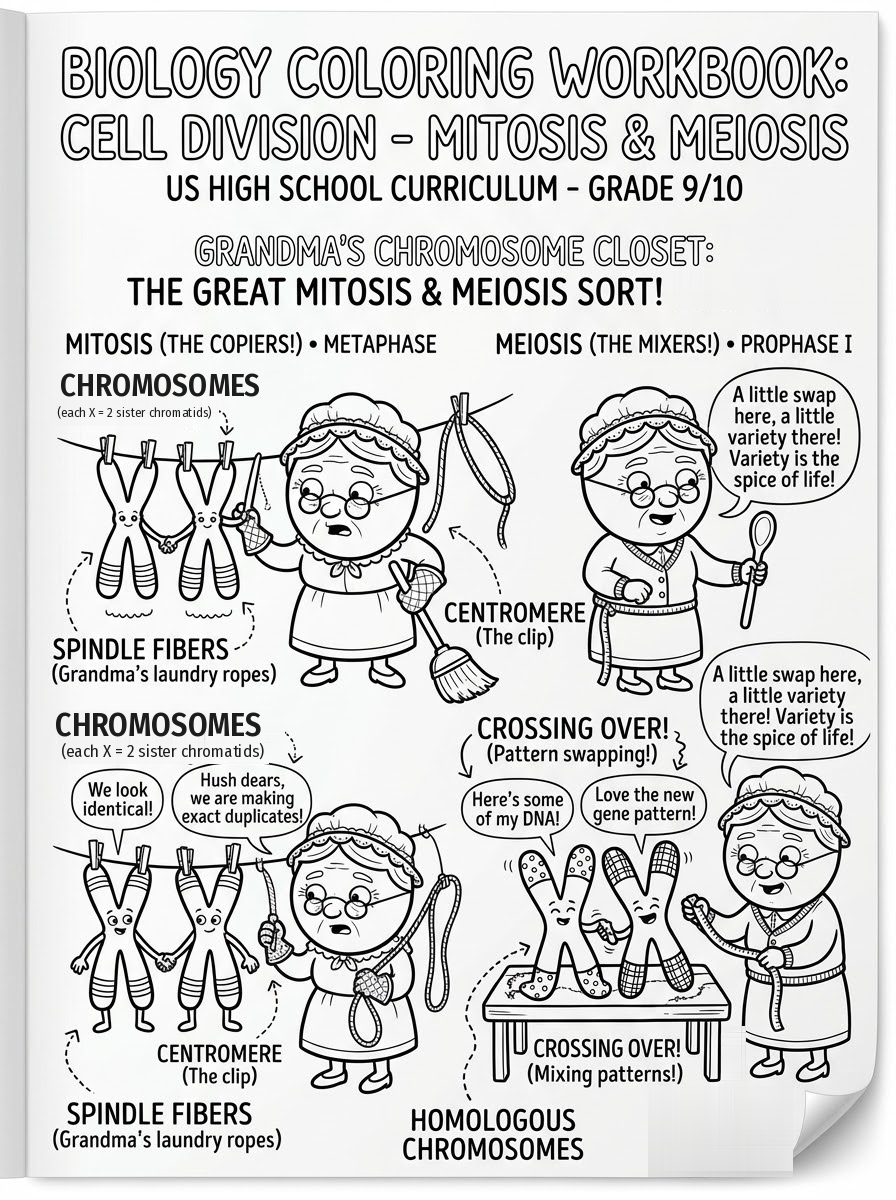 BIOLOGY COLORING WORKBOOK:
CELL DIVISION - MITOSIS & MEIOSIS
US HIGH SCHOOL CURRICULUM - GRADE 9/10
GRANDMA'S CHROMOSOME CLOSET:
THE GREAT MITOSIS & MEIOSIS SORT!
MITOSIS (THE COPIERS!) • METAPHASE
CHROMOSOMES
(each X = 2 sister chromatids)
SPINDLE FIBERS
(Grandma's laundry ropes)
CENTROMERE
(The clip)
MEIOSIS (THE MIXERS!) • PROPHASE I
A little swap
here, a little
variety there!
Variety is the
spice of life!
CHROMOSOMES
(each X = 2 sister chromatids)
We look
identical!
Hush dears,
we are making
exact duplicates!
CENTROMERE
(The clip)
SPINDLE FIBERS
(Grandma's laundry ropes)
A little swap here,
a little variety
there! Variety is
the spice of life!
CROSSING OVER!
(Pattern swapping!)
Here's some
of my DNA!
Love the new
gene pattern!
CROSSING OVER!
(Mixing patterns!)
HOMOLOGOUS
CHROMOSOMES